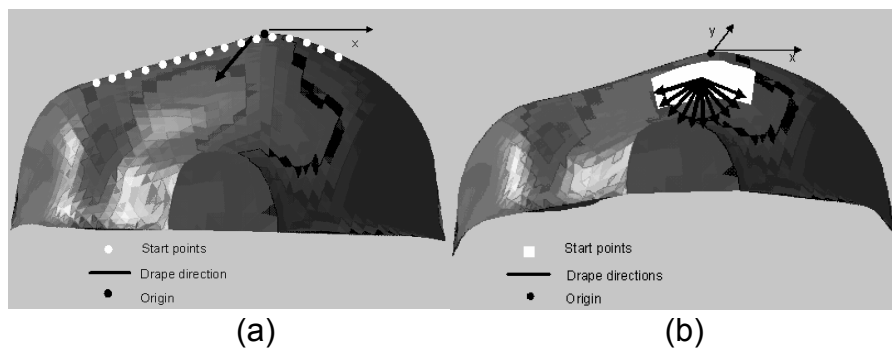 x
Start points
Drape direction
Origin
(a)
y
x
Start points
Drape directions
Origin
(b)